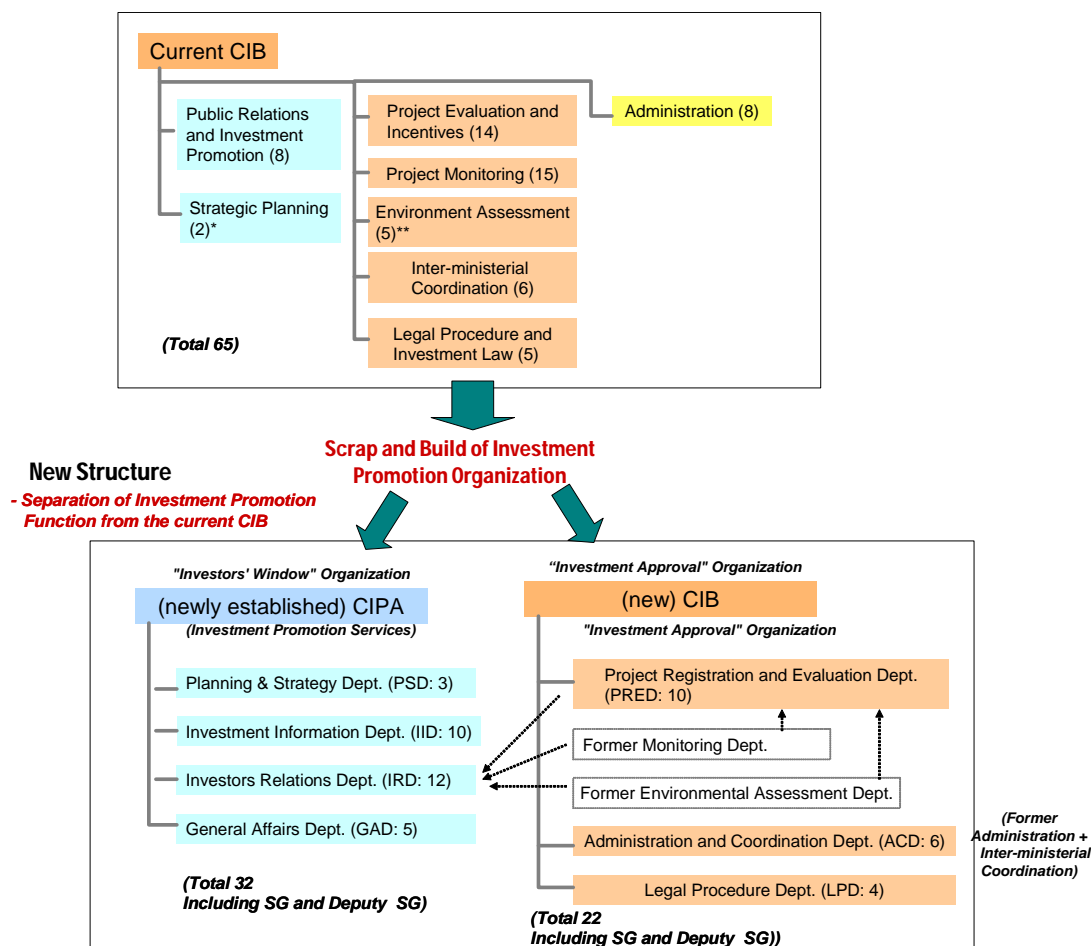 Current CIB
Public Relations
and Investment
Promotion (8)
Strategic Planning
(2)*
Project Evaluation and
Incentives (14)
Project Monitoring (15)
Environment Assessment
(5)**
Inter-ministerial
Coordination (6)
Legal Procedure and
Investment Law (5)
Administration (8)
(Total 65)
Scrap and Build of Investment
Promotion Organization
New Structure
- Separation of Investment Promotion
Function from the current CIB
"Investors' Window" Organization
(newly established) CIPA
(Investment Promotion Services)
Planning & Strategy Dept. (PSD: 3)
Investment Information Dept. (IID: 10)
Investors Relations Dept. (IRD: 12)
General Affairs Dept. (GAD: 5)
(Total 32
Including SG and Deputy SG)
“Investment Approval" Organization
(new) CIB
"Investment Approval" Organization
Project Registration and Evaluation Dept.
(PRED: 10)
Former Monitoring Dept.
Former Environmental Assessment Dept.
Administration and Coordination Dept. (ACD: 6)
Legal Procedure Dept. (LPD: 4)
(Total 22
Including SG and Deputy SG))
(Former
Administration +
Inter-ministerial
Coordination)